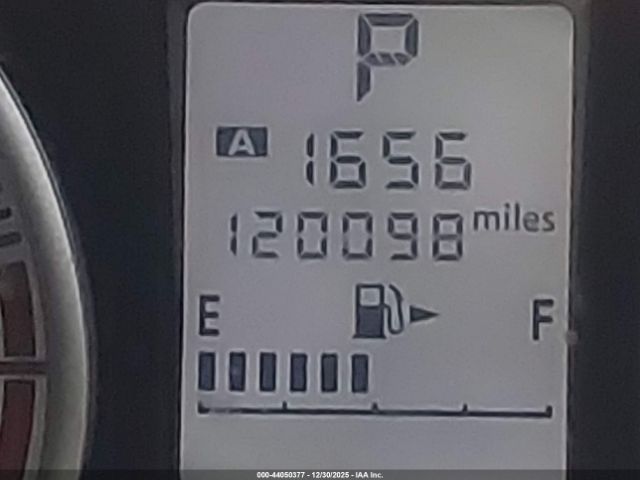 P
A 1656
120098 miles
E F
000-44050377 - 12/30/2025 - IAA Inc.